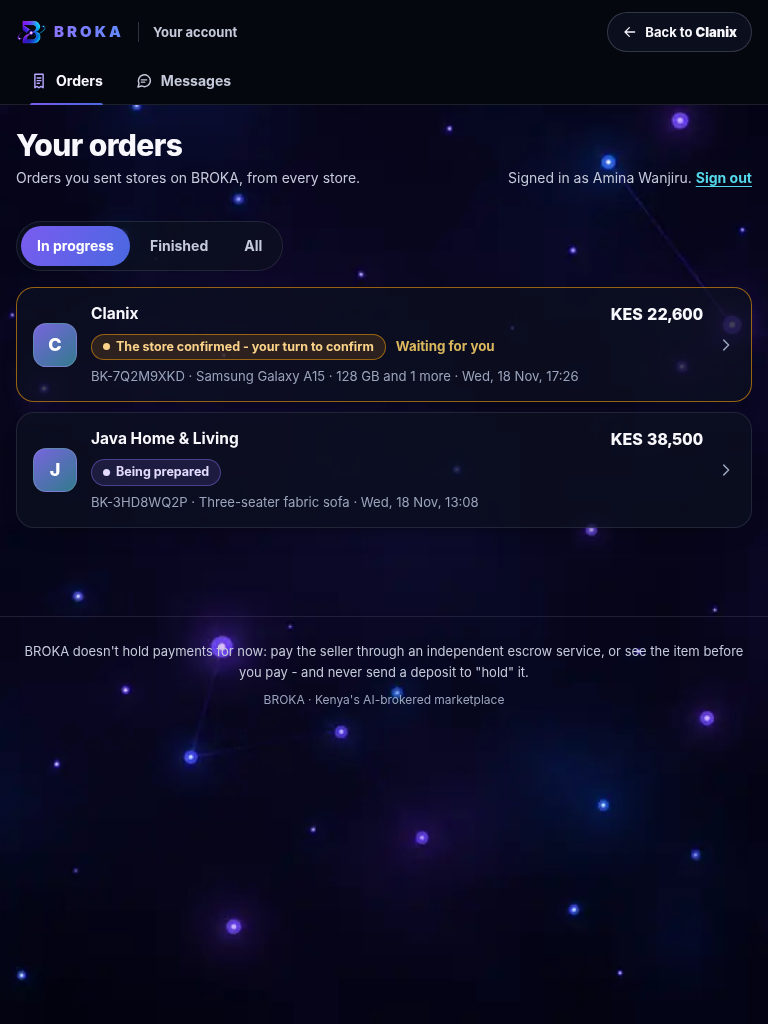 BROKA
Your account
Back to Clanix
Orders
Messages
Your orders
Orders you sent stores on BROKA, from every store.
Signed in as Amina Wanjiru. Sign out
In progress
Finished
All
C
Clanix
KES 22,600
The store confirmed - your turn to confirm
Waiting for you
BK-7Q2M9XKD · Samsung Galaxy A15 · 128 GB and 1 more · Wed, 18 Nov, 17:26
J
Java Home & Living
KES 38,500
Being prepared
BK-3HD8WQ2P · Three-seater fabric sofa · Wed, 18 Nov, 13:08
BROKA doesn't hold payments for now: pay the seller through an independent escrow service, or see the item before
you pay - and never send a deposit to "hold" it.
BROKA · Kenya's AI-brokered marketplace